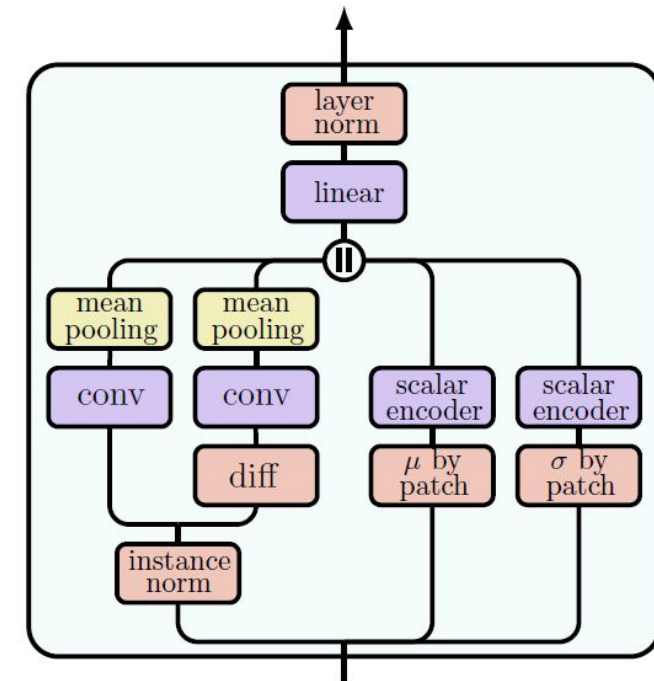 layer
norm
linear
mean
pooling
mean
pooling
conv
conv
scalar
encoder
scalar
encoder
diff
μ by
patch
σ by
patch
instance
norm